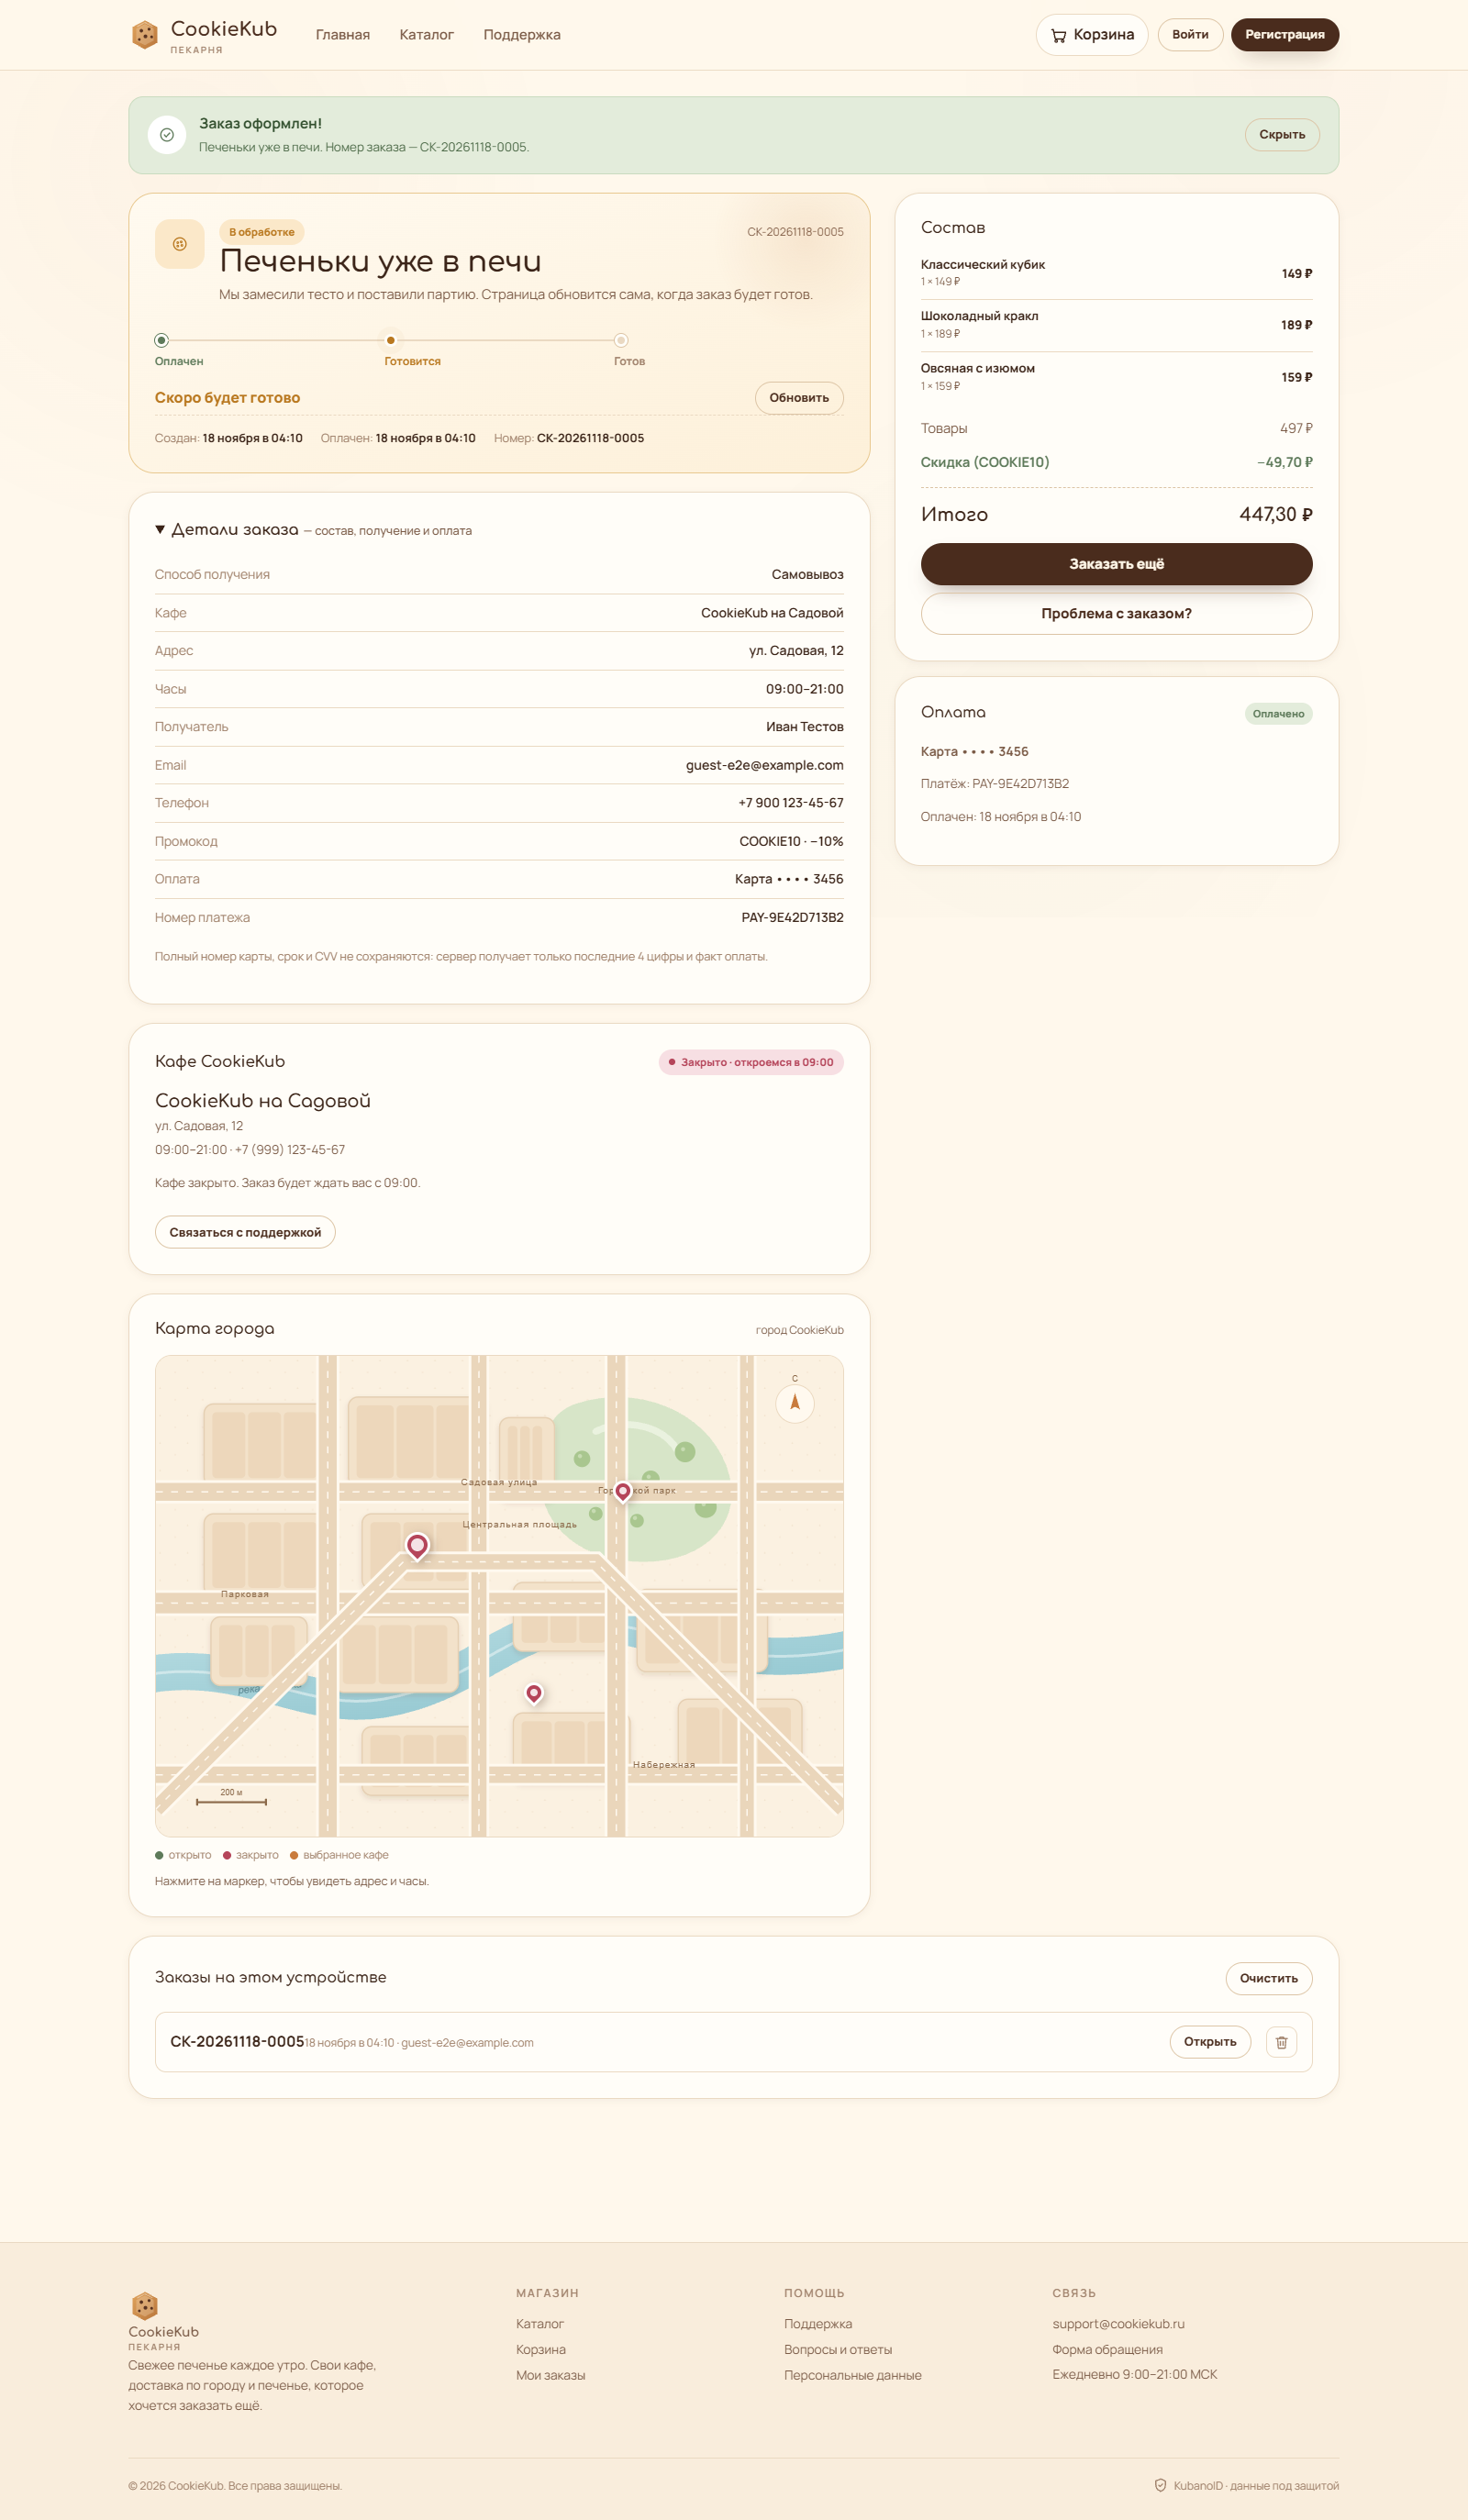 CookieKub
ПЕКАРНЯ
Главная
Каталог
Поддержка
Корзина
Войти
Регистрация
Заказ оформлен!
Печеньки уже в печи. Номер заказа — CK-20261118-0005.
Скрыть
В обработке
CK-20261118-0005
Печеньки уже в печи
Мы замесили тесто и поставили партию. Страница обновится сама, когда заказ будет готов.
Оплачен
Готовится
Готов
Скоро будет готово
Обновить
Создан: 18 ноября в 04:10
Оплачен: 18 ноября в 04:10
Номер: CK-20261118-0005
Состав
Классический кубик
1 × 149 ₽
149 ₽
Шоколадный кракл
1 × 189 ₽
189 ₽
Овсяная с изюмом
1 × 159 ₽
159 ₽
Товары
497 ₽
Скидка (COOKIE10)
−49,70 ₽
Итого
447,30 ₽
Заказать ещё
Проблема с заказом?
Оплата
Оплачено
Карта •••• 3456
Платёж: PAY-9E42D713B2
Оплачен: 18 ноября в 04:10
Детали заказа — состав, получение и оплата
Способ получения
Самовывоз
Кафе
CookieKub на Садовой
Адрес
ул. Садовая, 12
Часы
09:00–21:00
Получатель
Иван Тестов
Email
guest-e2e@example.com
Телефон
+7 900 123-45-67
Промокод
COOKIE10 · −10%
Оплата
Карта •••• 3456
Номер платежа
PAY-9E42D713B2
Полный номер карты, срок и CVV не сохраняются: сервер получает только последние 4 цифры и факт оплаты.
Кафе CookieKub
Закрыто · откроемся в 09:00
CookieKub на Садовой
ул. Садовая, 12
09:00–21:00 · +7 (999) 123-45-67
Кафе закрыто. Заказ будет ждать вас с 09:00.
Связаться с поддержкой
Карта города
город CookieKub
С
Садовая улица
парк
Центральная площадь
Парковая
река
Набережная
200 м
открыто
закрыто
выбранное кафе
Нажмите на маркер, чтобы увидеть адрес и часы.
Заказы на этом устройстве
Очистить
CK-20261118-0005 18 ноября в 04:10 · guest-e2e@example.com
Открыть
CookieKub
ПЕКАРНЯ
Свежее печенье каждое утро. Свои кафе,
доставка по городу и печенье, которое
хочется заказать ещё.
МАГАЗИН
Каталог
Корзина
Мои заказы
ПОМОЩЬ
Поддержка
Вопросы и ответы
Персональные данные
СВЯЗЬ
support@cookiekub.ru
Форма обращения
Ежедневно 9:00–21:00 МСК
© 2026 CookieKub. Все права защищены.
KubanoID · данные под защитой